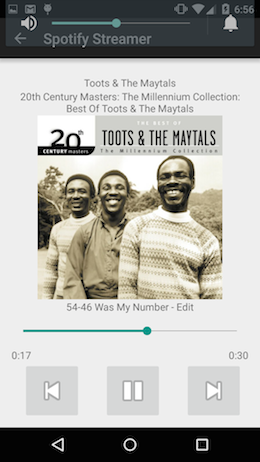 6:56
Spotify Streamer
Toots & The Maytals
20th Century Masters: The Millennium Collection:
Best Of Toots & The Maytals
THE BEST OF
20th
CENTURY masters
TOOTS & THE MAYTALS
The Millennium Collection
54-46 Was My Number - Edit
0:17
0:30